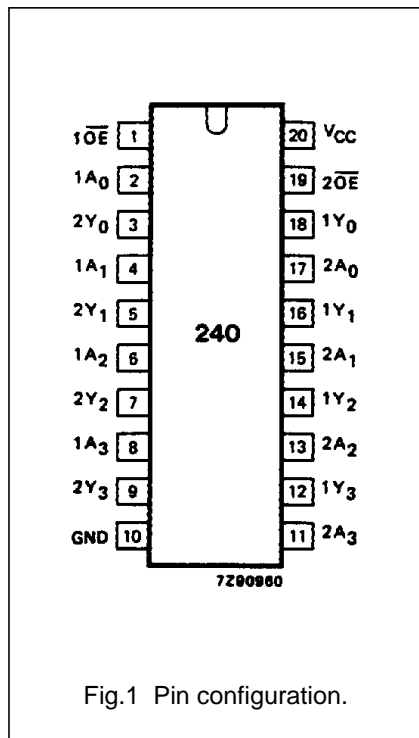 1OE 1 20 VCC
1A0 2 19 2OE
2Y0 3 18 1Y0
1A1 4 17 2A0
2Y1 5 16 1Y1
240
1A2 6 15 2A1
2Y2 7 14 1Y2
1A3 8 13 2A2
2Y3 9 12 1Y3
GND 10 11 2A3
7Z90960
Fig.1 Pin configuration.